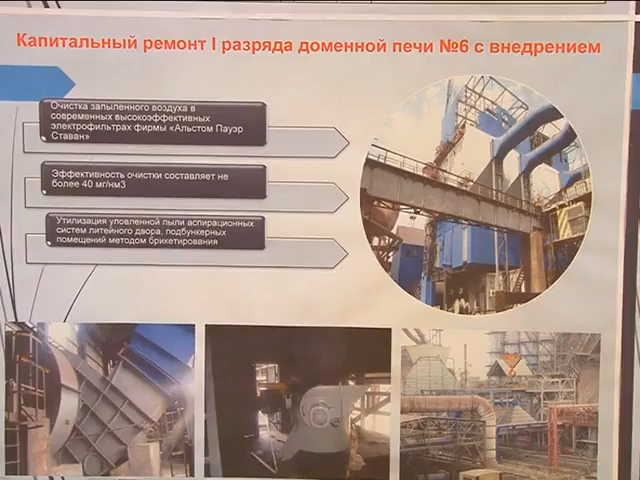 Капитальный ремонт I разряда доменной печи №6 с внедрением
Очистка запыленного воздуха в
современных высокоэффективных
электрофильтрах фирмы «Альстом Пауэр
Ставан»
Эффективность очистки составляет не
более 40 мг/нм3
Утилизация уловленной пыли аспирационных
систем литейного двора, подбункерных
помещений методом брикетирования